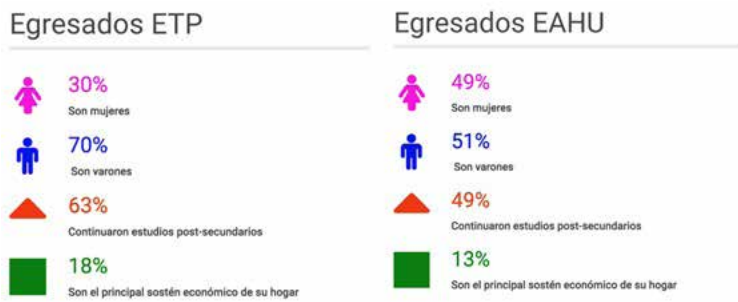 Egresados ETP
30%
Son mujeres
70%
Son varones
63%
Continuaron estudios post-secundarios
18%
Son el principal sostén económico de su hogar
Egresados EAHU
49%
Son mujeres
51%
Son varones
49%
Continuaron estudios post-secundarios
13%
Son el principal sostén económico de su hogar